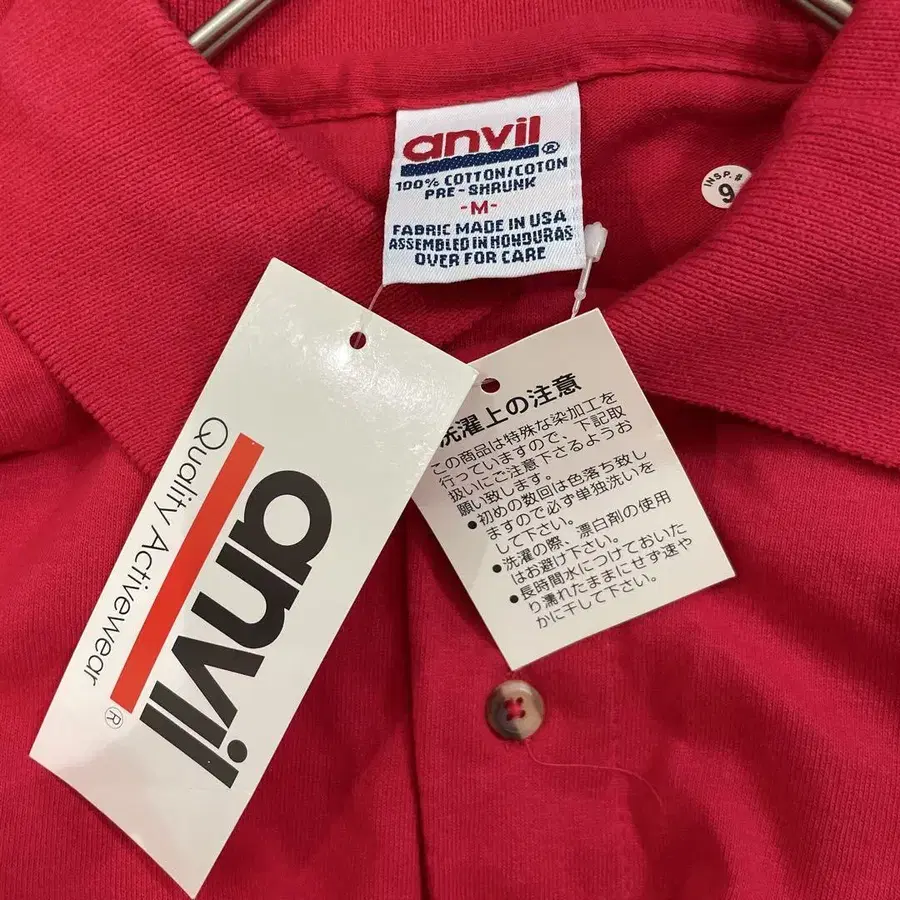 anvil®
100% COTTON/COTON
PRE-SHRUNK
-M-
FABRIC MADE IN USA
ASSEMBLED IN HONDURAS
OVER FOR CARE
INSP. #
9
anvil®
Quality Activewear
洗濯上の注意
この商品は特殊な染加工を
行っていますので、下記取
扱いにご注意下さるようお
願い致します。
●初めの数回は色落ち致し
ますので必ず単独洗いを
して下さい。
●洗濯の際、漂白剤の使用
はお避け下さい。
●長時間水につけておいた
り濡れたままにせず速や
かに干して下さい。